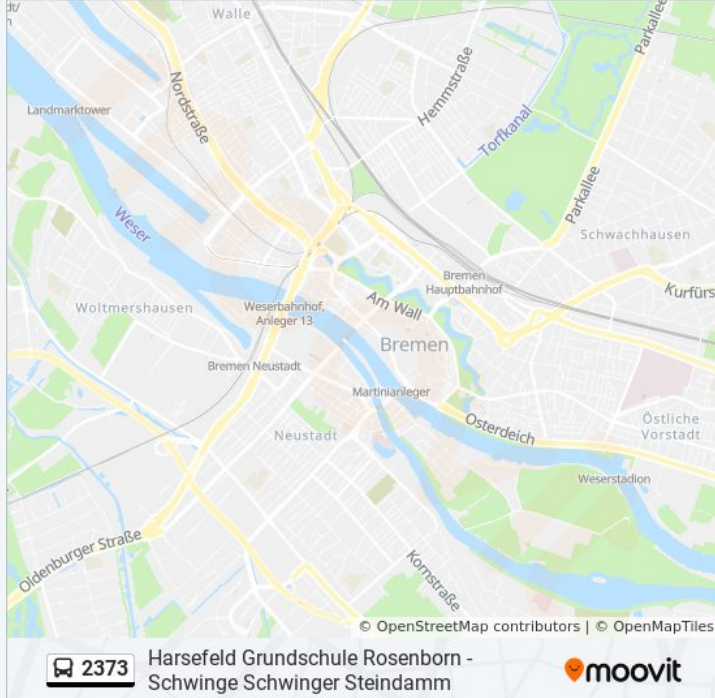 Walle
Parkallee
Hemmstraße
Nordstraße
Landmarktower
Torfkanal
Parkallee
Weser
Schwachhausen
Bremen
Hauptbahnhof
Kurfürs
Woltmershausen
Weserbahnhof,
Anleger 13
Am Wall
Bremen
Bremen Neustadt
Martinianleger
Osterdeich
Östliche
Vorstadt
Neustadt
Weserstadion
Oldenburger Straße
Kornstraße
© OpenStreetMap contributors | © OpenMapTiles
2373
Harsefeld Grundschule Rosenborn -
Schwinge Schwinger Steindamm
moovit